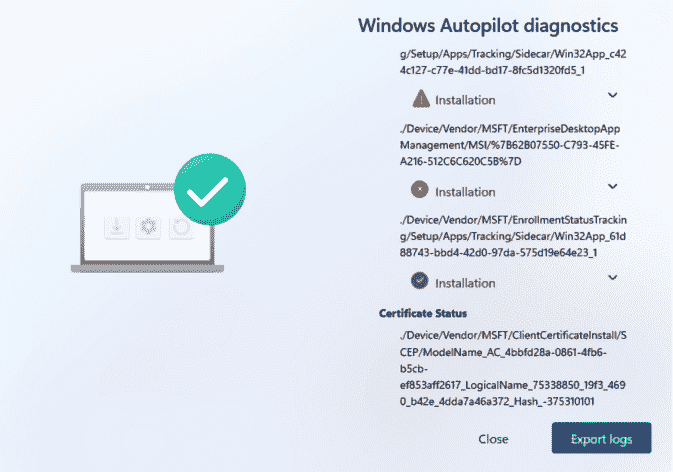 Windows Autopilot diagnostics
g/Setup/Apps/Tracking/Sidecar/Win32App_c42
4c127-c77e-41dd-bd17-8fc5d1320fd5_1
Installation
./Device/Vendor/MSFT/EnterpriseDesktopApp
Management/MSI/%7B62B07550-C793-45FE-
A216-512C6C620C5B%7D
Installation
./Device/Vendor/MSFT/EnrollmentStatusTrackin
g/Setup/Apps/Tracking/Sidecar/Win32App_61d
88743-bbd4-42d0-97da-575d19e64e23_1
Installation
Certificate Status
./Device/Vendor/MSFT/ClientCertificateInstall/S
CEP/ModelName_AC_4bbfd28a-0861-4fb6-
b5cb-
ef853aff2617_LogicalName_75338850_19f3_469
0_b42e_4dda7a46a372_Hash_-375310101
Close
Export logs